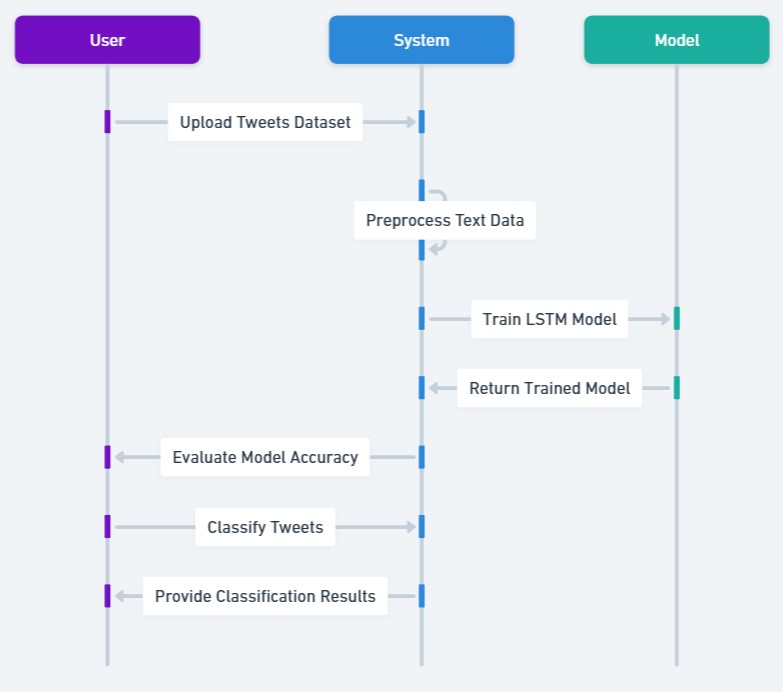 User
System
Model
Upload Tweets Dataset
Preprocess Text Data
Train LSTM Model
Return Trained Model
Evaluate Model Accuracy
Classify Tweets
Provide Classification Results